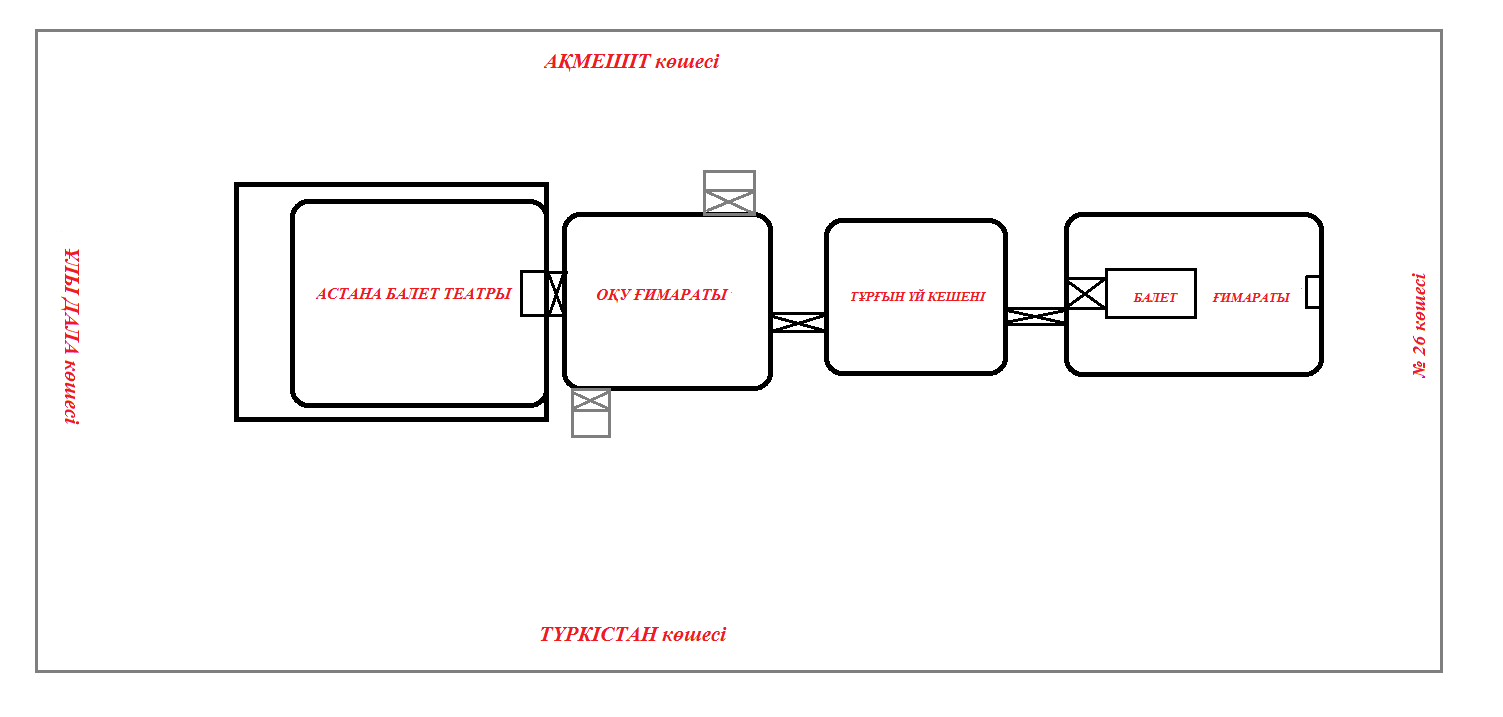 АҚМЕШІТ көшесі
ҰЛЫ ДАЛА көшесі
АСТАНА БАЛЕТ ТЕАТРЫ
ОҚУ ҒИМАРАТЫ
ТҰРҒЫН ҮЙ КЕШЕНІ
БАЛЕТ ҒИМАРАТЫ
№ 26 көшесі
ТҮРКІСТАН көшесі